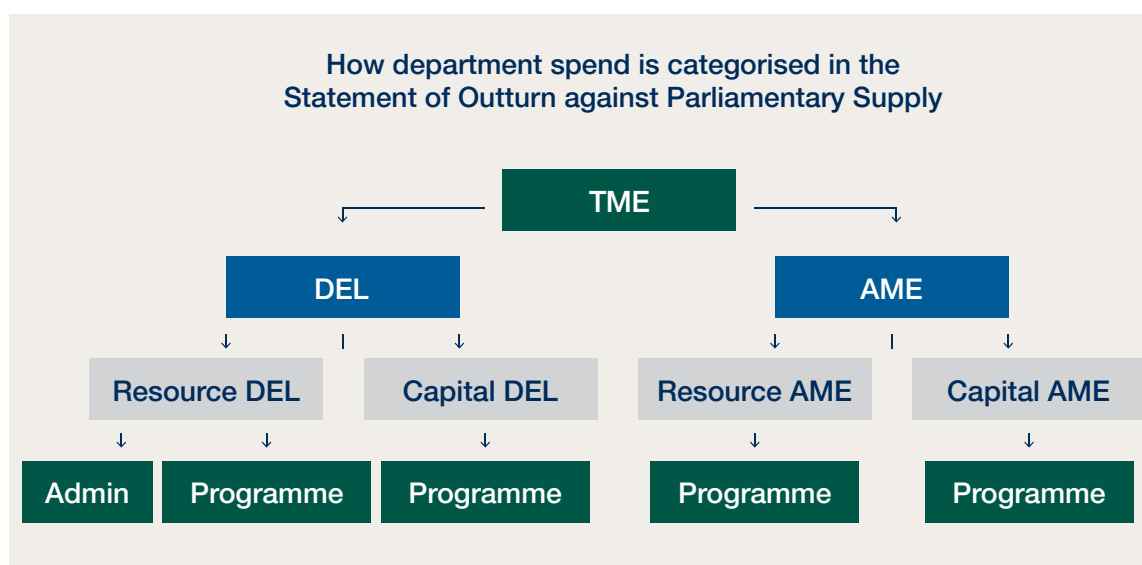 How department spend is categorised in the
Statement of Outturn against Parliamentary Supply
TME
DEL
AME
Resource DEL
Capital DEL
Resource AME
Capital AME
Admin
Programme
Programme
Programme
Programme